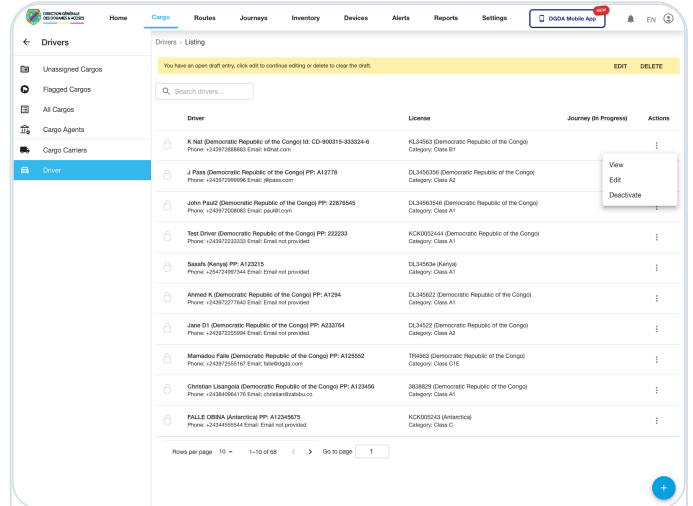 DIRECTION GÉNÉRALE
DES DOUANES & ACCISES
Home
Cargo
Routes
Journeys
Inventory
Devices
Alerts
Reports
Settings
DGDA Mobile App
NEW
EN
Drivers
Unassigned Cargos
Flagged Cargos
All Cargos
Cargo Agents
Cargo Carriers
Driver
Drivers › Listing
You have an open draft entry, click edit to continue editing or delete to clear the draft.
EDIT
DELETE
Search drivers...
Driver
License
Journey (In Progress)
Actions
K Nat (Democratic Republic of the Congo) Id: CD-900315-333324-6
Phone: +243972888883 Email: k@nat.com
KL34563 (Democratic Republic of the Congo)
Category: Class B1
View
Edit
Deactivate
J Pass (Democratic Republic of the Congo) PP: A12778
Phone: +243972999996 Email: j@pass.com
DL3456356 (Democratic Republic of the Congo)
Category: Class A2
John Paul2 (Democratic Republic of the Congo) PP: 22876545
Phone: +243972008083 Email: paul@l.com
DL34563546 (Democratic Republic of the Congo)
Category: Class A1
Test Driver (Democratic Republic of the Congo) PP: 222233
Phone: +243972233333 Email: Email not provided
KCK0052444 (Democratic Republic of the Congo)
Category: Class A1
Sasafs (Kenya) PP: A123215
Phone: +254724997344 Email: Email not provided
DL34563e (Kenya)
Category: Class A1
Ahmed K (Democratic Republic of the Congo) PP: A1294
Phone: +243972277640 Email: Email not provided
DL345622 (Democratic Republic of the Congo)
Category: Class A1
Jane D1 (Democratic Republic of the Congo) PP: A233764
Phone: +243972255994 Email: Email not provided
DL34522 (Democratic Republic of the Congo)
Category: Class A2
Mamadou Falle (Democratic Republic of the Congo) PP: A125552
Phone: +243972555167 Email: falle@dgda.com
TR4563 (Democratic Republic of the Congo)
Category: Class C1E
Christian Lisangola (Democratic Republic of the Congo) PP: A123456
Phone: +243840964176 Email: christian@zabibu.co
3838829 (Democratic Republic of the Congo)
Category: Class A1
FALLE OBINA (Antarctica) PP: A12345675
Phone: +24344555544 Email: Email not provided
KCK005243 (Antarctica)
Category: Class C
Rows per page
10
1–10 of 68
Go to page
1